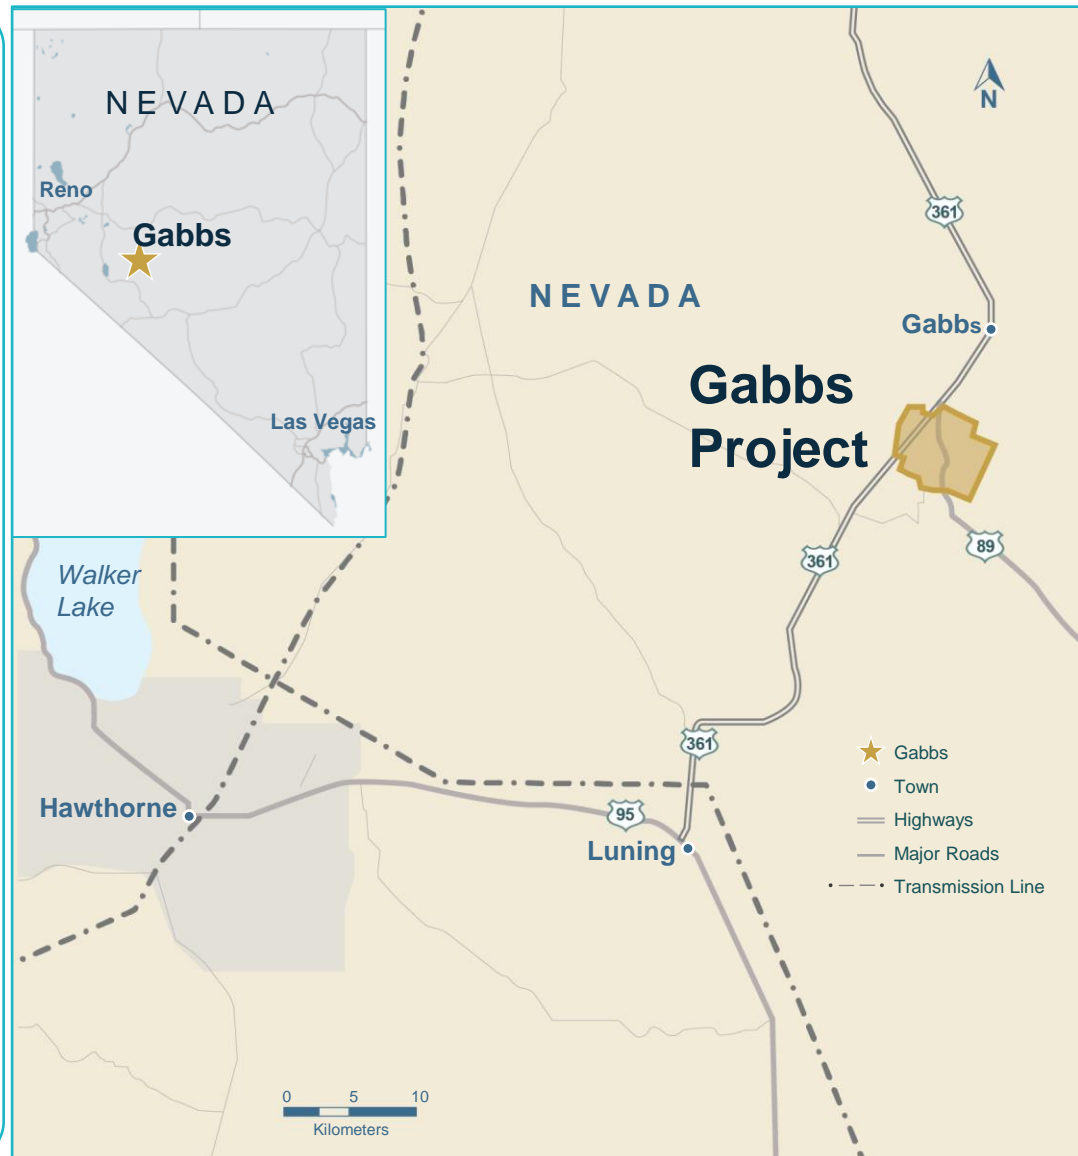 NEVADA
Reno
Gabbs
Las Vegas
N
361
NEVADA
Gabbs
Gabbs
Project
361
89
Walker
Lake
361
Gabbs
Town
Hawthorne
95
Highways
Luning
Major Roads
Transmission Line
0 5 10
Kilometers